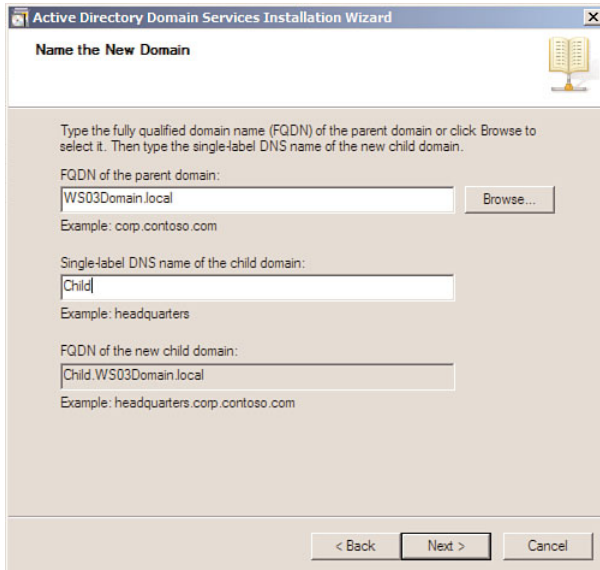 Active Directory Domain Services Installation Wizard
Name the New Domain
Type the fully qualified domain name (FQDN) of the parent domain or click Browse to
select it. Then type the single-label DNS name of the new child domain.
FQDN of the parent domain:
WS03Domain.local
Browse...
Example: corp.contoso.com
Single-label DNS name of the child domain:
Child
Example: headquarters
FQDN of the new child domain:
Child.WS03Domain.local
Example: headquarters.corp.contoso.com
< Back Next > Cancel